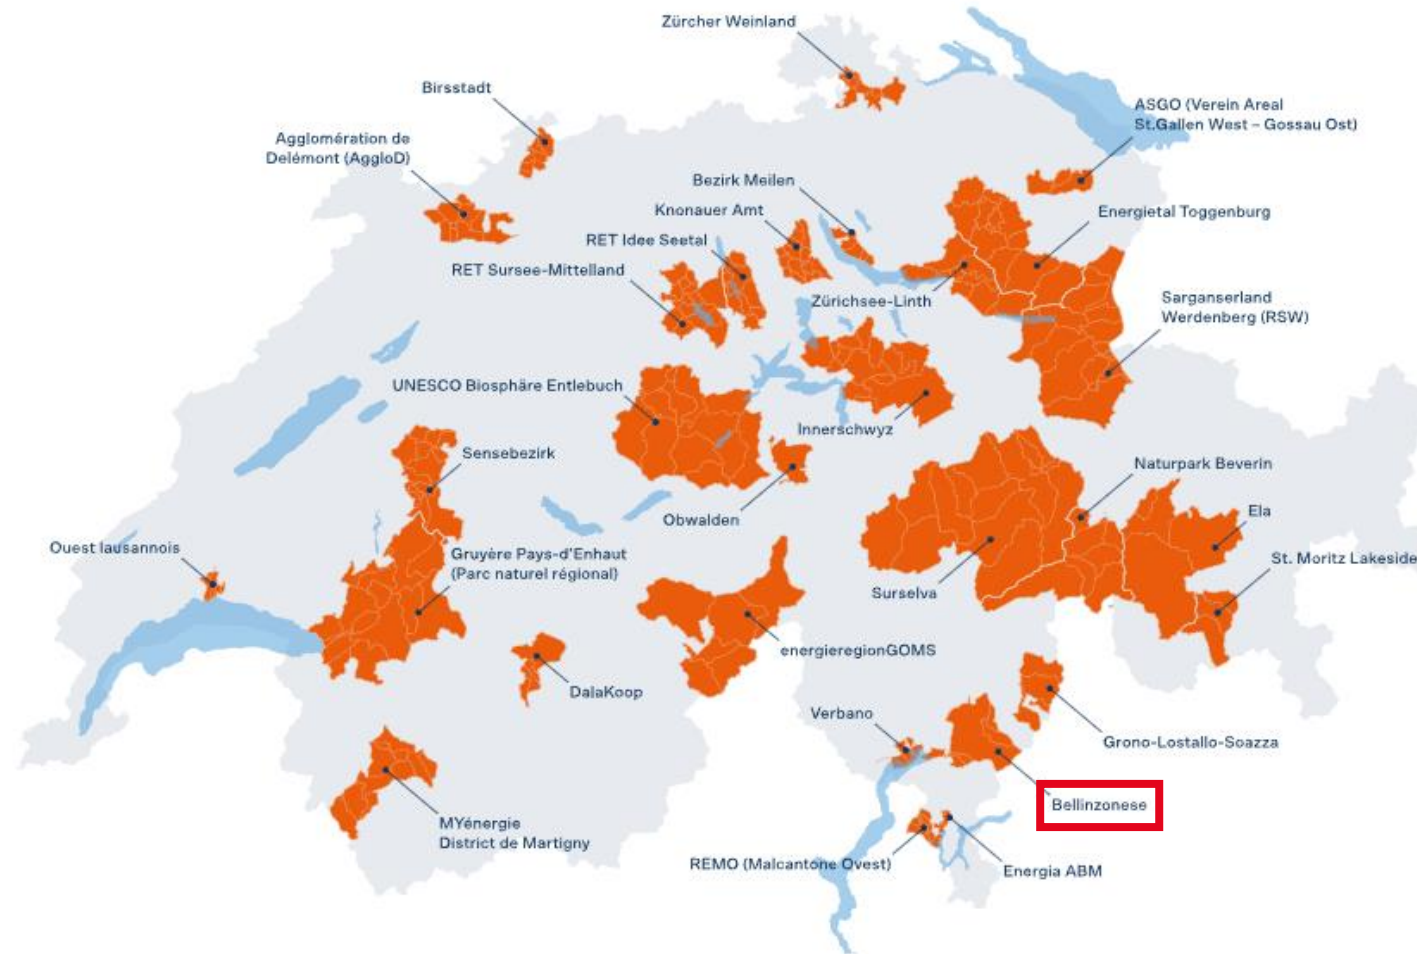 Zürcher Weinland
Birsstadt
ASGO (Verein Areal
St.Gallen West – Gossau Ost)
Agglomération de
Delémont (AggloD)
Bezirk Meilen
Knonauer Amt
Energietal Toggenburg
RET Idee Seetal
RET Sursee-Mittelland
Zürichsee-Linth
Sarganserland
Werdenberg (RSW)
UNESCO Biosphäre Entlebuch
Innerschwyz
Sensebezirk
Naturpark Beverin
Obwalden
Ela
Ouest lausannois
Gruyère Pays-d'Enhaut
(Parc naturel régional)
St. Moritz Lakeside
Surselva
energieregionGOMS
DalaKoop
Verbano
Grono-Lostallo-Soazza
Bellinzonese
MYénergie
District de Martigny
REMO (Malcantone Ovest)
Energia ABM